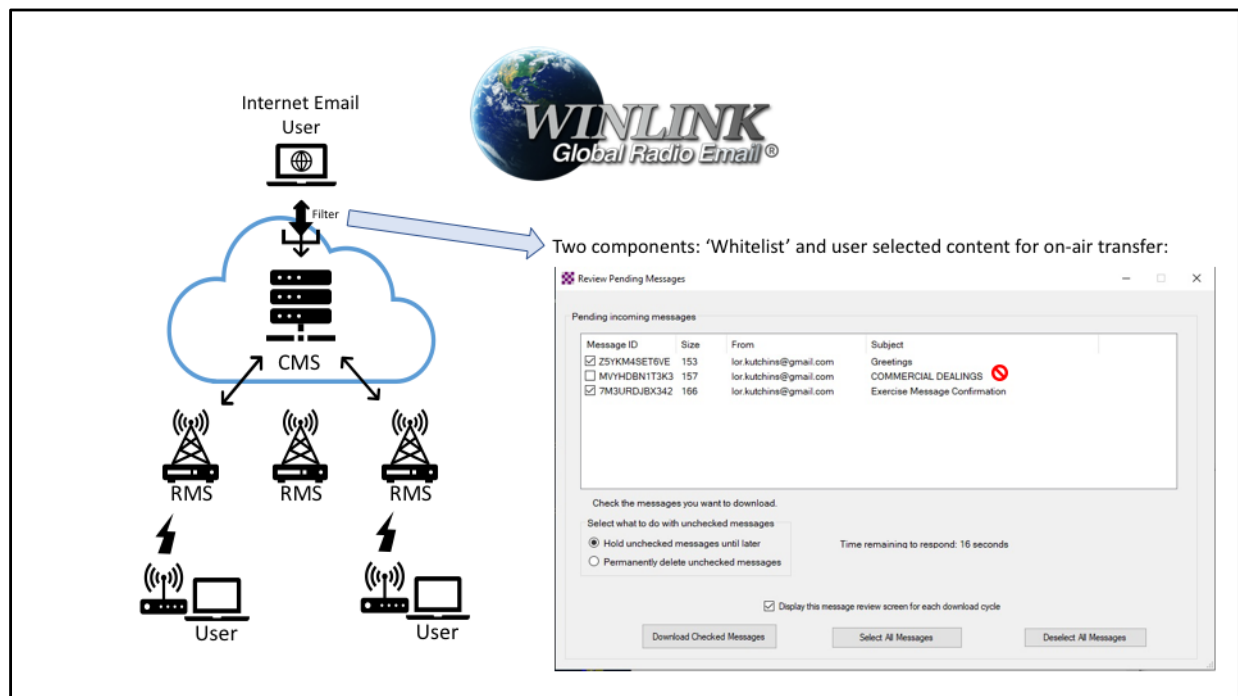 WINLINK
Global Radio Email ®
Internet Email
User
Filter
CMS
RMS
RMS
RMS
User
User
Two components: ‘Whitelist’ and user selected content for on-air transfer:
Review Pending Messages
Pending incoming messages
Message ID Size From Subject
Z5YKM4SET6VE 153 lor.kutchins@gmail.com Greetings
MVYHDBN1T3K3 157 lor.kutchins@gmail.com COMMERCIAL DEALINGS
7M3URDJBX342 166 lor.kutchins@gmail.com Exercise Message Confirmation
Check the messages you want to download.
Select what to do with unchecked messages
Hold unchecked messages until later
Time remaining to respond: 16 seconds
Permanently delete unchecked messages
Display this message review screen for each download cycle
Download Checked Messages
Select All Messages
Deselect All Messages